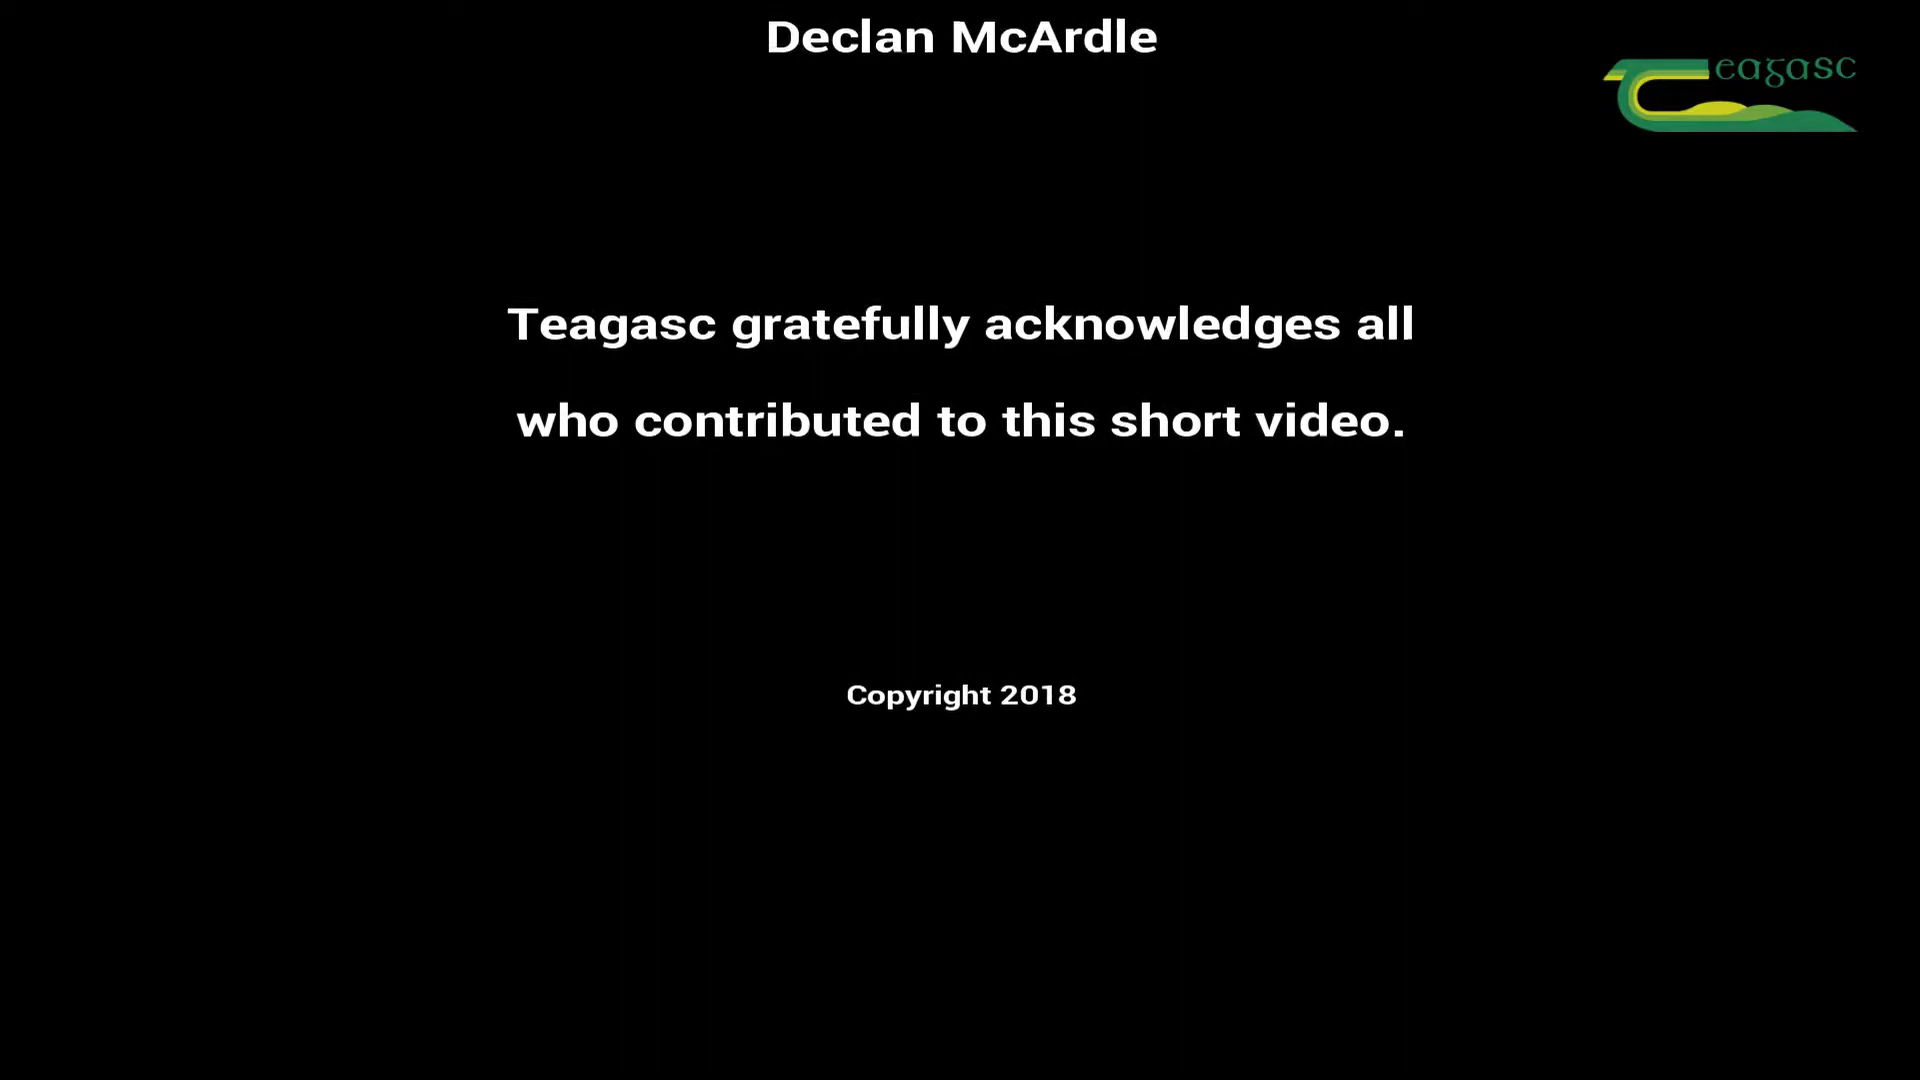 Declan McArdle
Teagasc
Teagasc gratefully acknowledges all
who contributed to this short video.
Copyright 2018